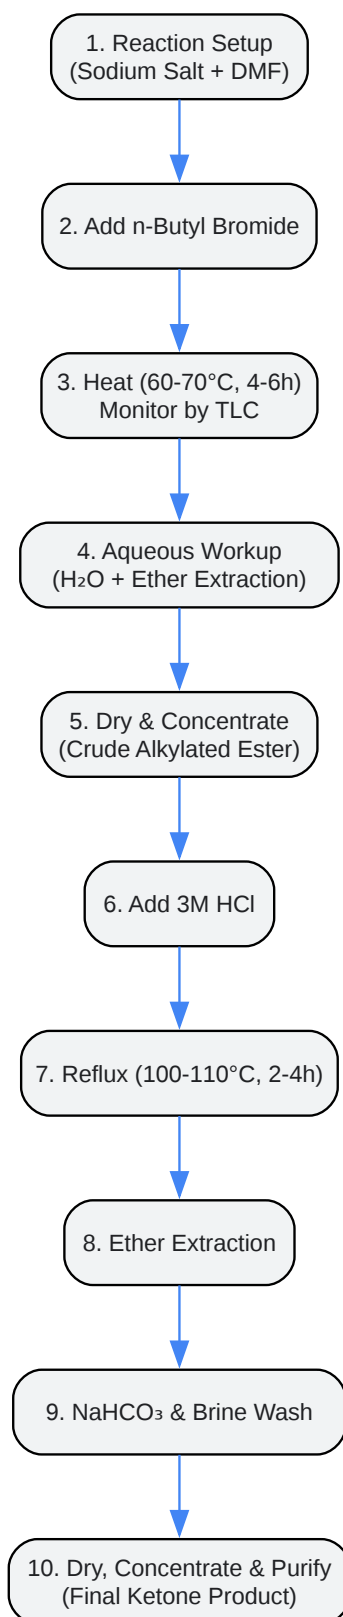 1. Reaction Setup
(Sodium Salt + DMF)
2. Add n-Butyl Bromide
3. Heat (60-70°C, 4-6h)
Monitor by TLC
4. Aqueous Workup
(H₂O + Ether Extraction)
5. Dry & Concentrate
(Crude Alkylated Ester)
6. Add 3M HCl
7. Reflux (100-110°C, 2-4h)
8. Ether Extraction
9. NaHCO₃ & Brine Wash
10. Dry, Concentrate & Purify
(Final Ketone Product)